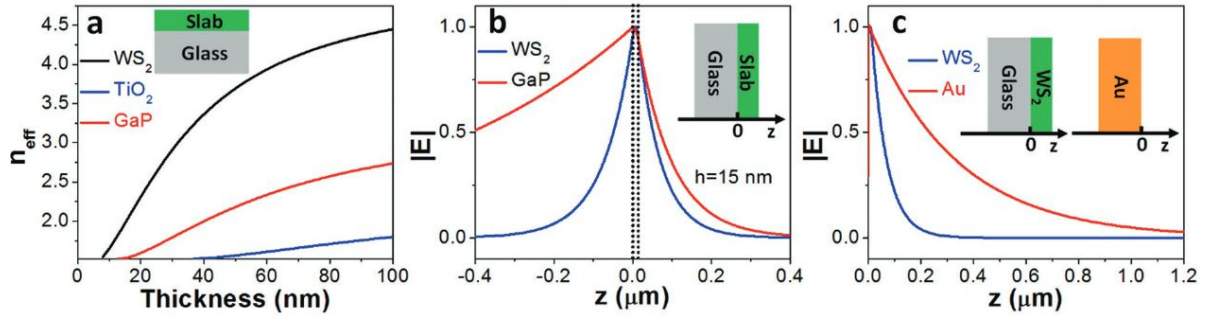 a
Slab
Glass
WS2
TiO2
GaP
neff
4.5
4.0
3.5
3.0
2.5
2.0
0
20
40
60
80
100
Thickness (nm)
b
WS2
GaP
Glass
Slab
0
z
h=15 nm
|E|
1.0
0.5
0.0
-0.4
-0.2
0.0
0.2
0.4
z (μm)
c
WS2
Au
Glass
WS2
0
z
Au
0
z
|E|
1.0
0.5
0.0
0.0
0.2
0.4
0.6
0.8
1.0
1.2
z (μm)